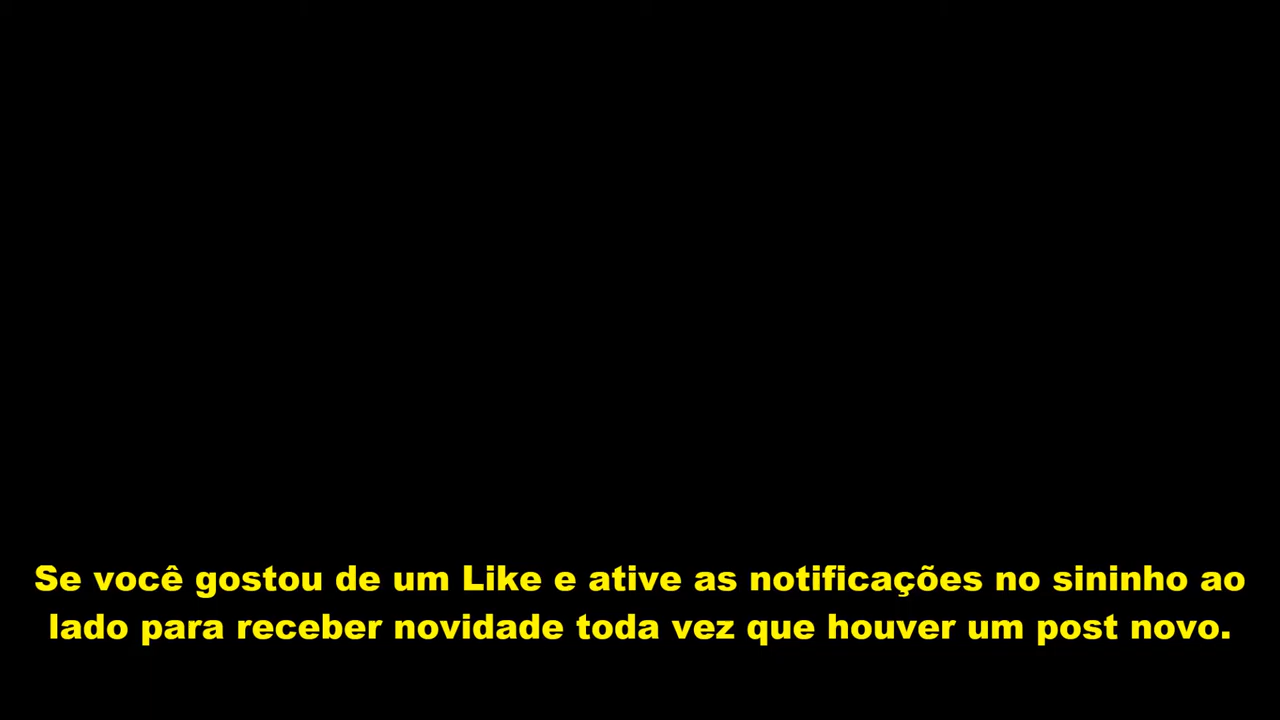 Se você gostou de um Like e ative as notificações no sininho ao
lado para receber novidade toda vez que houver um post novo.